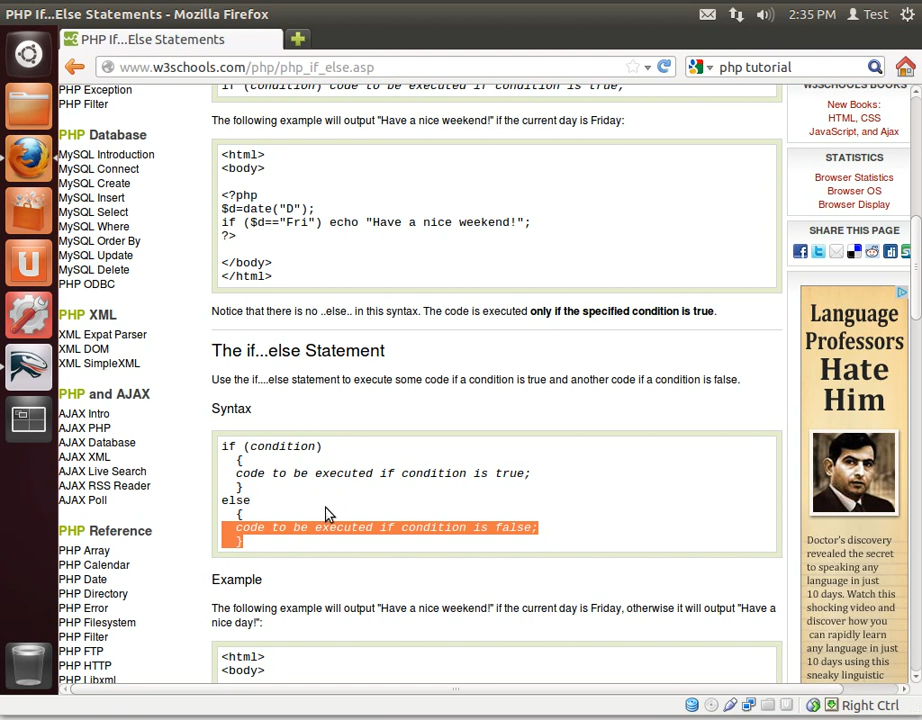 PHP If...Else Statements - Mozilla Firefox
2:35 PM
Test
PHP If...Else Statements
www.w3schools.com/php/php_if_else.asp
php tutorial
PHP Exception
PHP Filter
PHP Database
MySQL Introduction
MySQL Connect
MySQL Create
MySQL Insert
MySQL Select
MySQL Where
MySQL Order By
MySQL Update
MySQL Delete
PHP ODBC
PHP XML
XML Expat Parser
XML DOM
XML SimpleXML
PHP and AJAX
AJAX Intro
AJAX PHP
AJAX Database
AJAX XML
AJAX Live Search
AJAX RSS Reader
AJAX Poll
PHP Reference
PHP Array
PHP Calendar
PHP Date
PHP Directory
PHP Error
PHP Filesystem
PHP Filter
PHP FTP
PHP HTTP
PHP Libxml
if (condition) code to be executed if condition is true;
The following example will output "Have a nice weekend!" if the current day is Friday:
<html>
<body>
<?php
$d=date("D");
if ($d=="Fri") echo "Have a nice weekend!";
?>
</body>
</html>
Notice that there is no ..else.. in this syntax. The code is executed only if the specified condition is true.
The if...else Statement
Use the if....else statement to execute some code if a condition is true and another code if a condition is false.
Syntax
if (condition)
{
code to be executed if condition is true;
}
else
{
code to be executed if condition is false;
}
Example
The following example will output "Have a nice weekend!" if the current day is Friday, otherwise it will output "Have a
nice day!":
<html>
<body>
W3SCHOOLS BOOKS
New Books:
HTML, CSS
JavaScript, and Ajax
STATISTICS
Browser Statistics
Browser OS
Browser Display
SHARE THIS PAGE
Language
Professors
Hate
Him
Doctor's discovery
revealed the secret
to speaking any
language in just
10 days. Watch this
shocking video and
discover how you
can rapidly learn
any language in just
10 days using this
sneaky linguistic
Right Ctrl